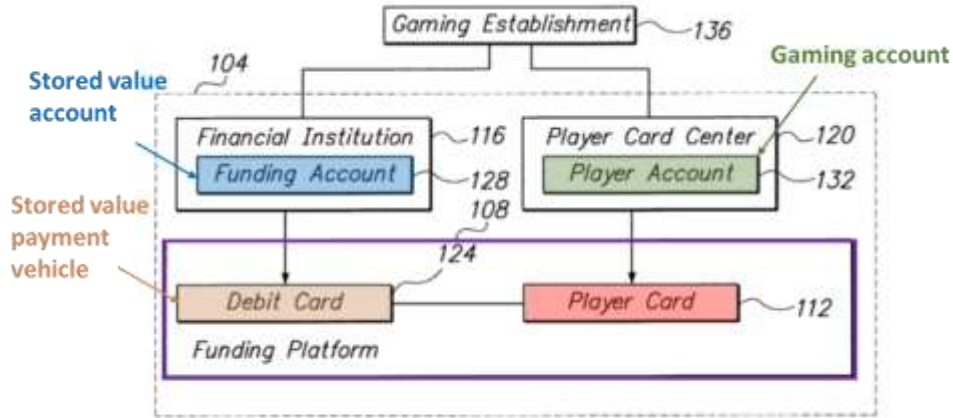 Gaming Establishment
136
Gaming account
Stored value
account
104
Financial Institution
116
Player Card Center
120
Funding Account
128
Player Account
132
Stored value
payment
vehicle
108
124
Debit Card
Player Card
112
Funding Platform